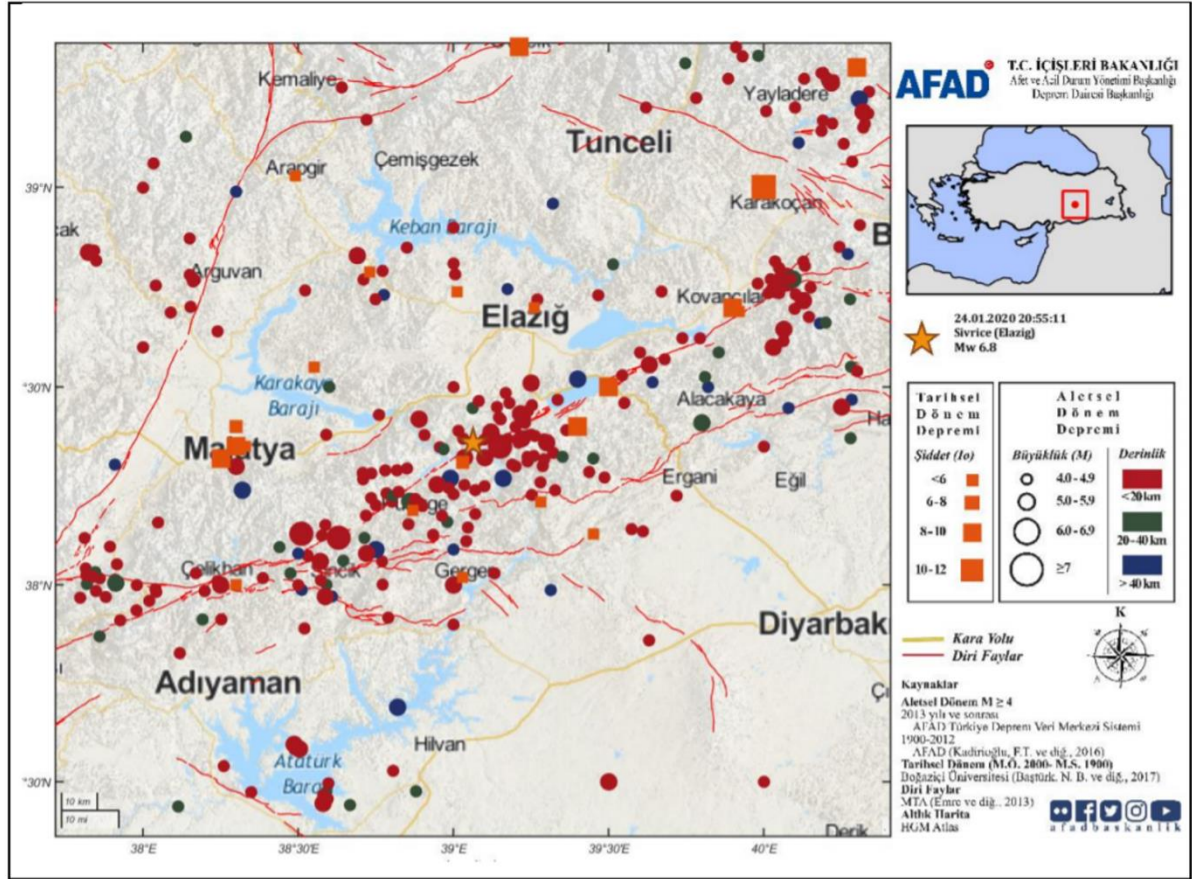 Kemaliye
Yayladere
Tunceli
Arapgir
Çemişgezek
39°N
Karakoçan
Keban Barajı
B
Arguvan
Kovancılar
Elazığ
Karakaya
Barajı
30'N
Alacakaya
Ha
Malatya
Ergani
Eğil
Çelikhan
Sincik
Gerger
38°N
Diyarbak
Adıyaman
Hilvan
Atatürk
Barajı
°30'N
10 km
10 mi
Derik
38°E
38°30'E
39°E
39°30'E
40°E
AFAD
T.C. İÇİŞLERİ BAKANLIĞI
Afet ve Acil Durum Yönetimi Başkanlığı
Deprem Dairesi Başkanlığı
24.01.2020 20:55:11
Sivrice (Elazig)
Mw 6.8
Tarihsel
Dönem
Depremi
Şiddet (Io)
<6
6-8
8-10
10-12
Aletsel
Dönem
Depremi
Büyüklük (M)
4.0-4.9
5.0-5.9
6.0-6.9
≥7
Derinlik
<20 km
20-40 km
> 40 km
K
Kara Yolu
Diri Faylar
Kaynaklar
Aletsel Dönem M ≥ 4
2013 yılı ve sonrası
AFAD Türkiye Deprem Veri Merkezi Sistemi
1900-2012
AFAD (Kadirioğlu, F.T. ve diğ., 2016)
Tarihsel Dönem (M.Ö. 2000- M.S. 1900)
Boğaziçi Üniversitesi (Baştürk. N. B. ve diğ., 2017)
Diri Faylar
MTA (Emre ve diğ., 2013)
Altlık Harita
HGM Atlas
afadbaskanlik